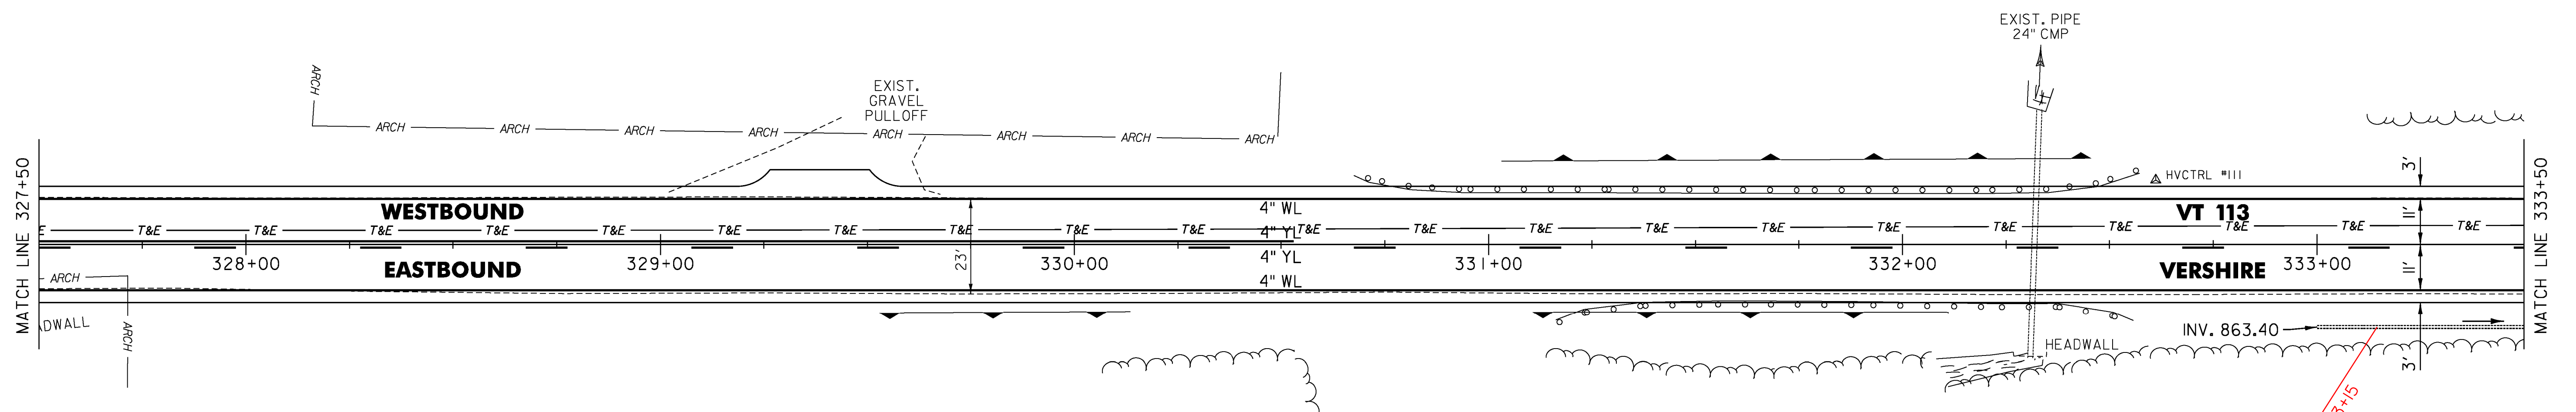 EXIST. PIPE
24" CMP
ARCH
EXIST.
GRAVEL
PULLOFF
ARCH ARCH ARCH ARCH ARCH ARCH ARCH ARCH
MATCH LINE 327+50
MATCH LINE 333+50
3'
HVCTRL #111
WESTBOUND
4" WL
VT 113
11'
E T&E T&E T&E T&E T&E T&E T&E T&E T&E T&E T&E T&E T&E T&E T&E T&E T&E T&E T&E T&E T&E
4" YL
23'
4" YL
328+00 329+00 330+00 331+00 332+00 333+00
EASTBOUND
VERSHIRE
11'
ARCH
4" WL
ARCH
ADWALL
INV. 863.40
HEADWALL
3'
3+15